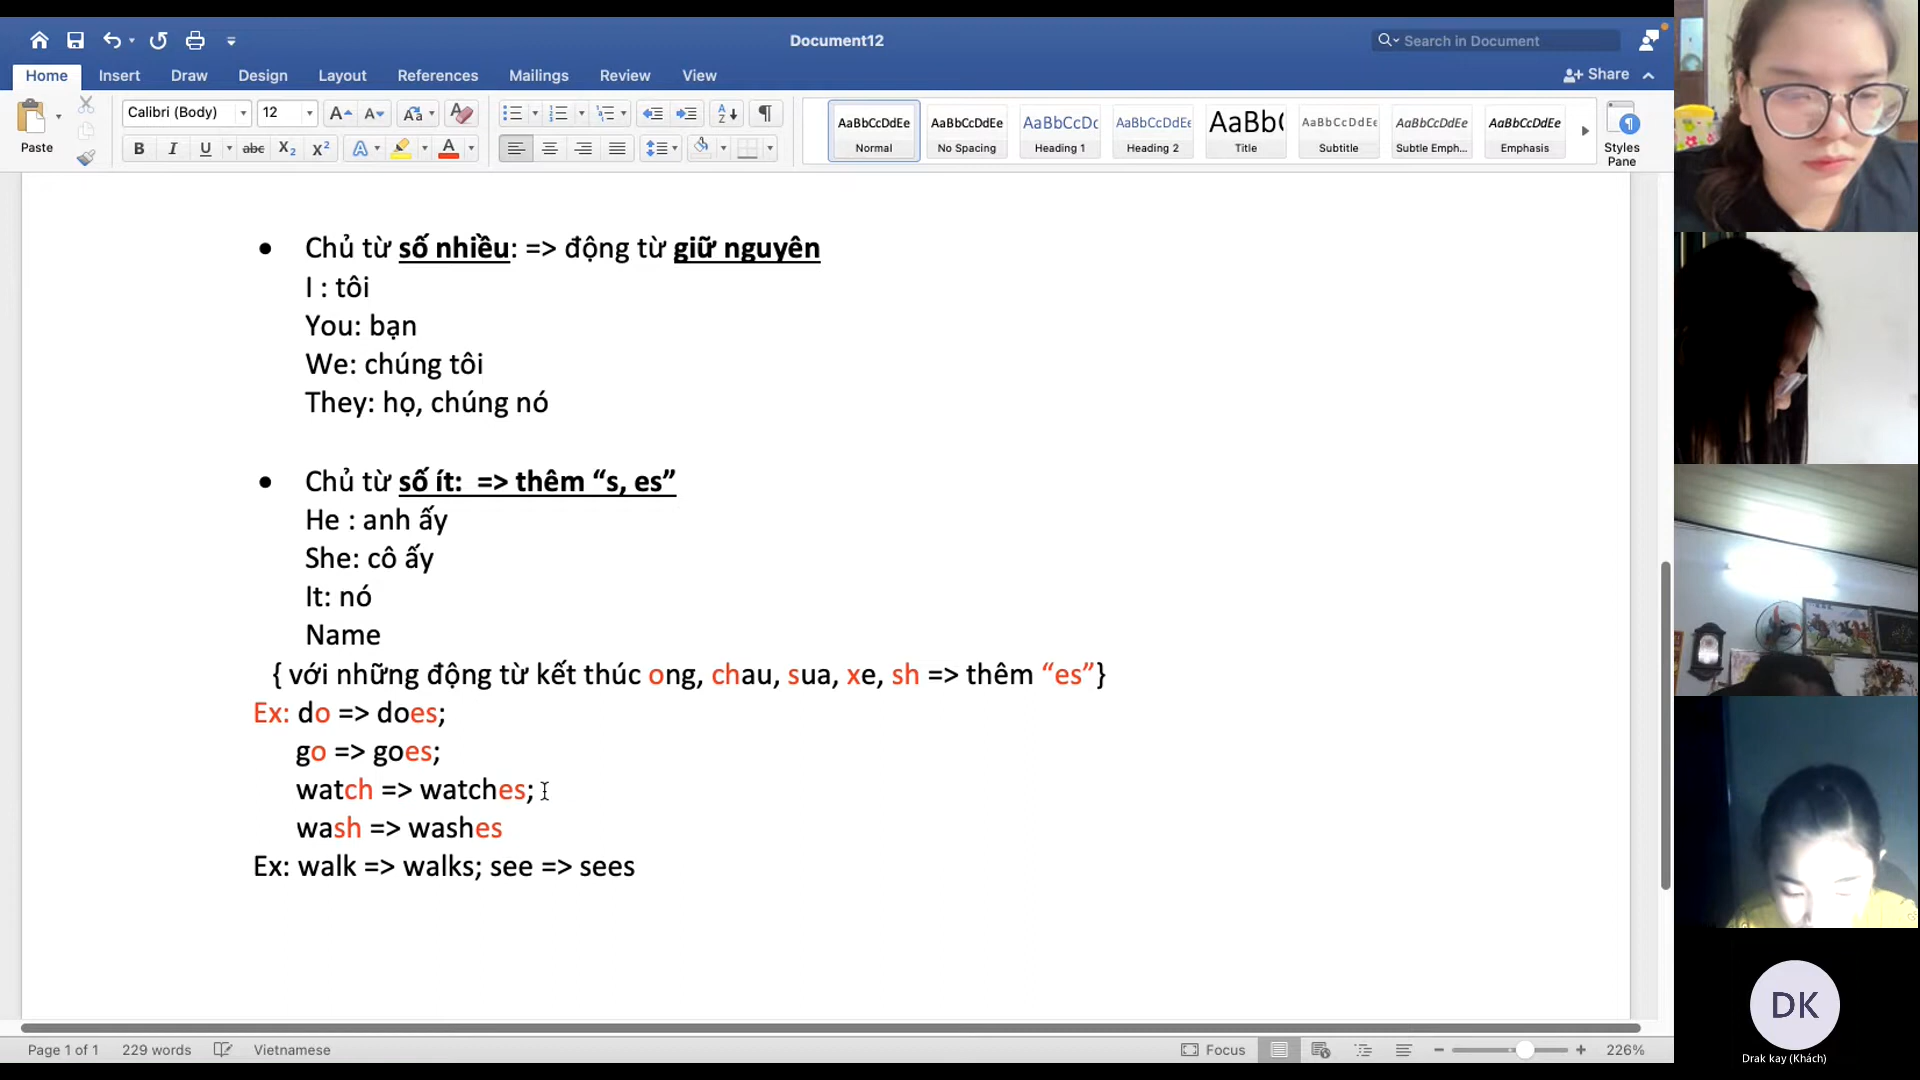 Document12
Search in Document
Home Insert Draw Design Layout References Mailings Review View
Share
Paste
Calibri (Body) 12
B I U abc X₂ X²
AaBbCcDdEe AaBbCcDdEe AaBbCcDc AaBbCcDdEe AaBb( AaBbCcDdEe AaBbCcDdEe AaBbCcDdEe
Normal No Spacing Heading 1 Heading 2 Title Subtitle Subtle Emph... Emphasis
Styles Pane
• Chủ từ số nhiều: => động từ giữ nguyên
I : tôi
You: bạn
We: chúng tôi
They: họ, chúng nó
• Chủ từ số ít: => thêm “s, es”
He : anh ấy
She: cô ấy
It: nó
Name
{ với những động từ kết thúc ong, chau, sua, xe, sh => thêm “es”}
Ex: do => does;
go => goes;
watch => watches;
wash => washes
Ex: walk => walks; see => sees
Page 1 of 1 229 words Vietnamese
Focus
226%
DK
Drak kay (Khách)